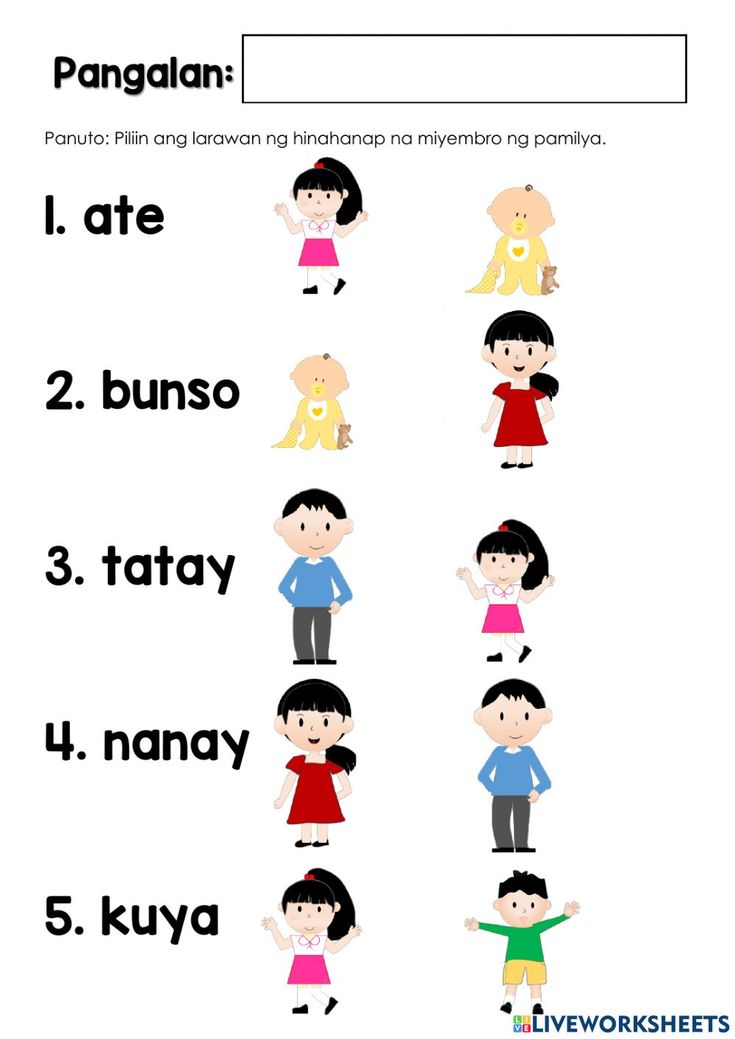 Pangalan:
Panuto: Piliin ang larawan ng hinahanap na miyembro ng pamilya.
1. ate
2. bunso
3. tatay
4. nanay
5. kuya
LIVE LIVEWORKSHEETS